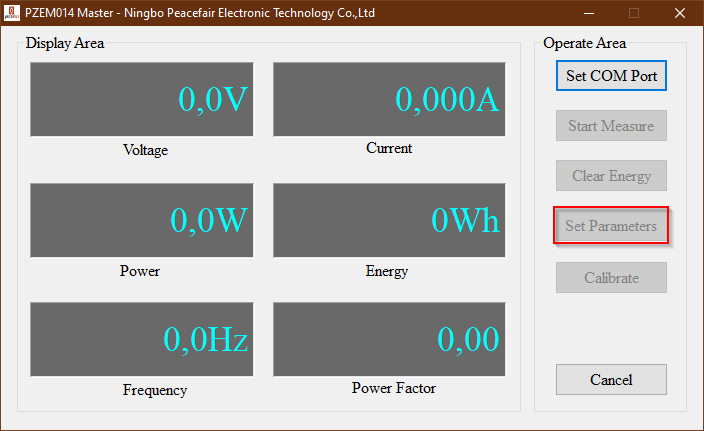 PZEM014 Master - Ningbo Peacefair Electronic Technology Co.,Ltd
Display Area
0,0V
Voltage
0,000A
Current
0,0W
Power
0Wh
Energy
0,0Hz
Frequency
0,00
Power Factor
Operate Area
Set COM Port
Start Measure
Clear Energy
Set Parameters
Calibrate
Cancel